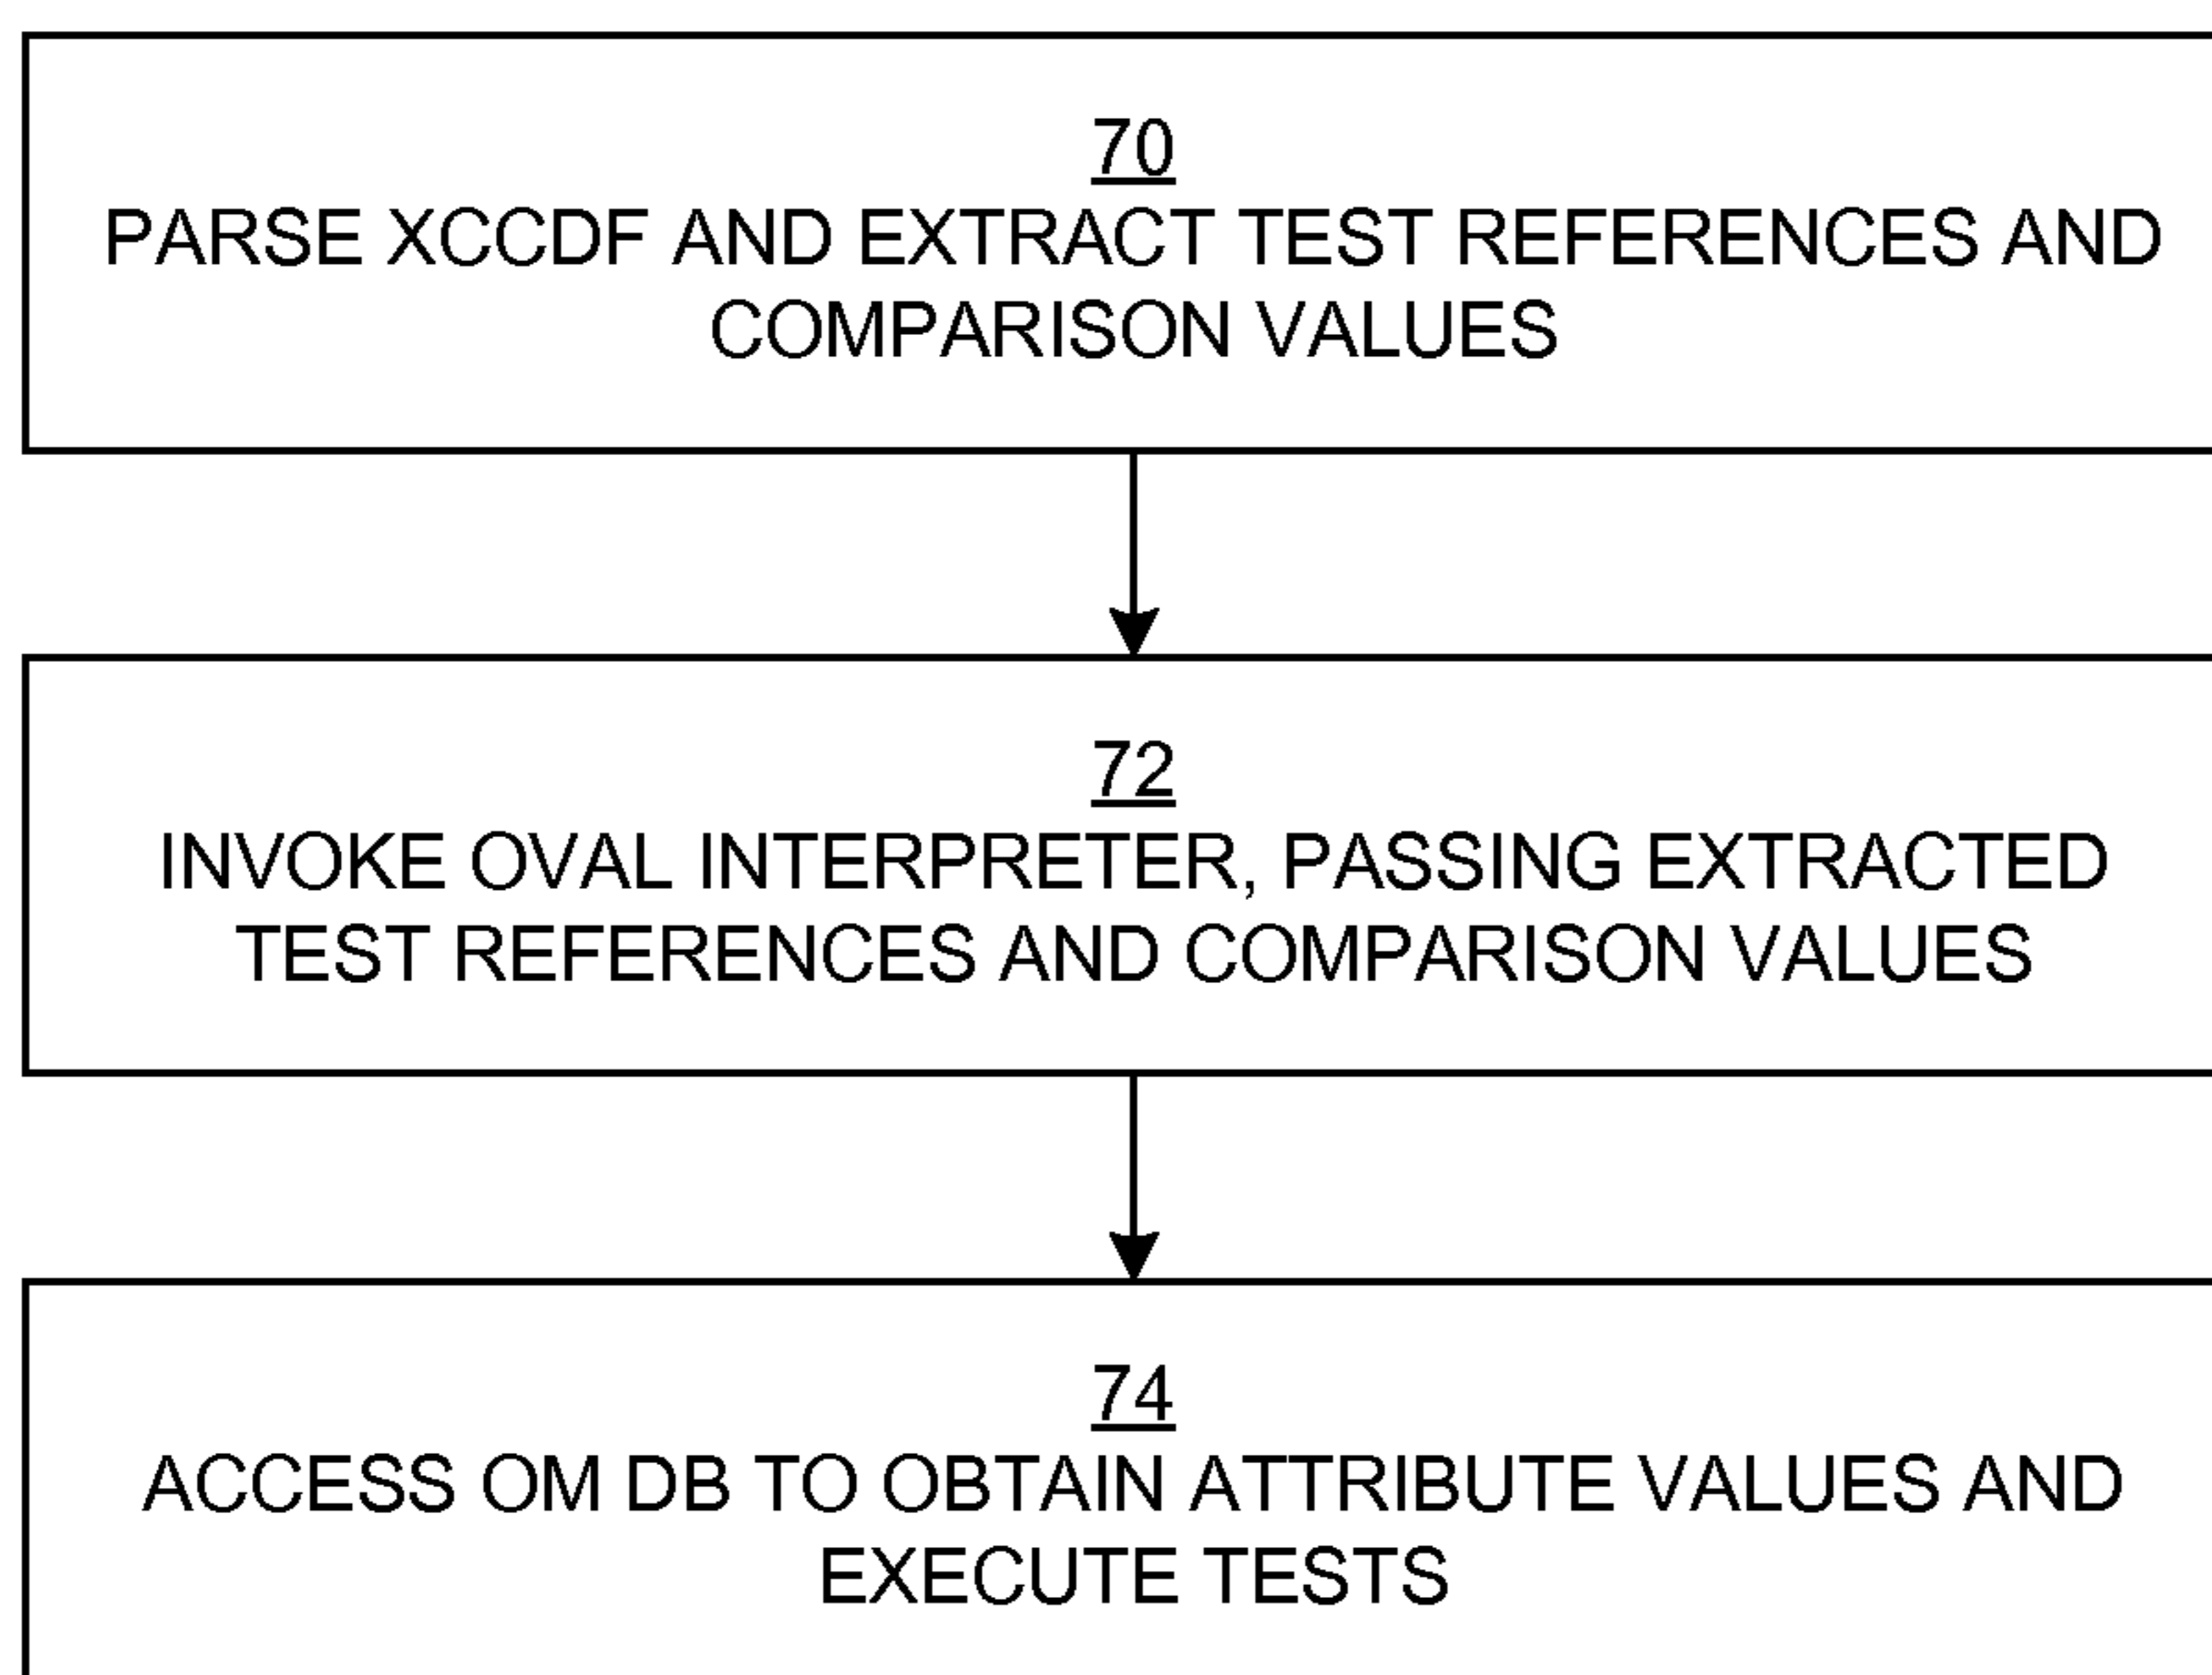 70
PARSE XCCDF AND EXTRACT TEST REFERENCES AND
COMPARISON VALUES
72
INVOKE OVAL INTERPRETER, PASSING EXTRACTED
TEST REFERENCES AND COMPARISON VALUES
74
ACCESS OM DB TO OBTAIN ATTRIBUTE VALUES AND
EXECUTE TESTS